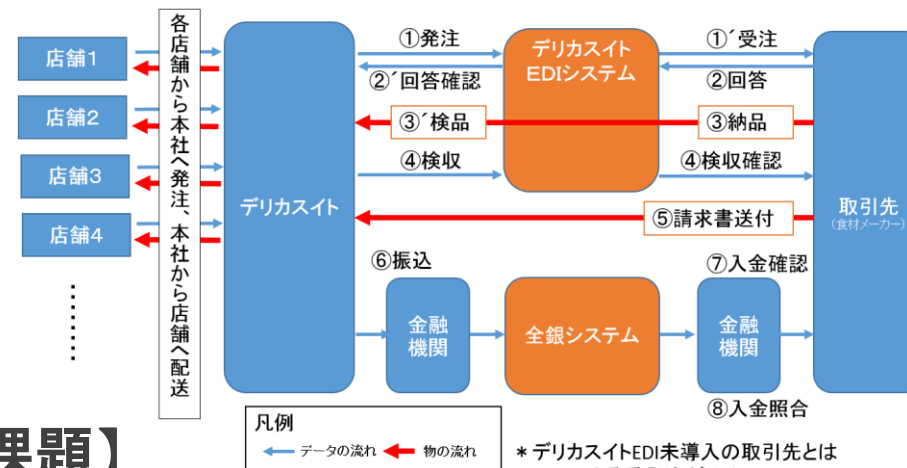 店舗1
店舗2
店舗3
店舗4
各店舗から本社へ発注、本社から店舗へ配送
デリカスイト
①発注
②´回答確認
③´検品
④検収
デリカスイト
EDIシステム
①´受注
②回答
③納品
④検収確認
⑤請求書送付
取引先
(食材メーカー)
⑥振込
金融
機関
全銀システム
⑦入金確認
金融
機関
⑧入金照合
凡例
データの流れ
物の流れ
課題】
*デリカスイトEDI未導入の取引先とは